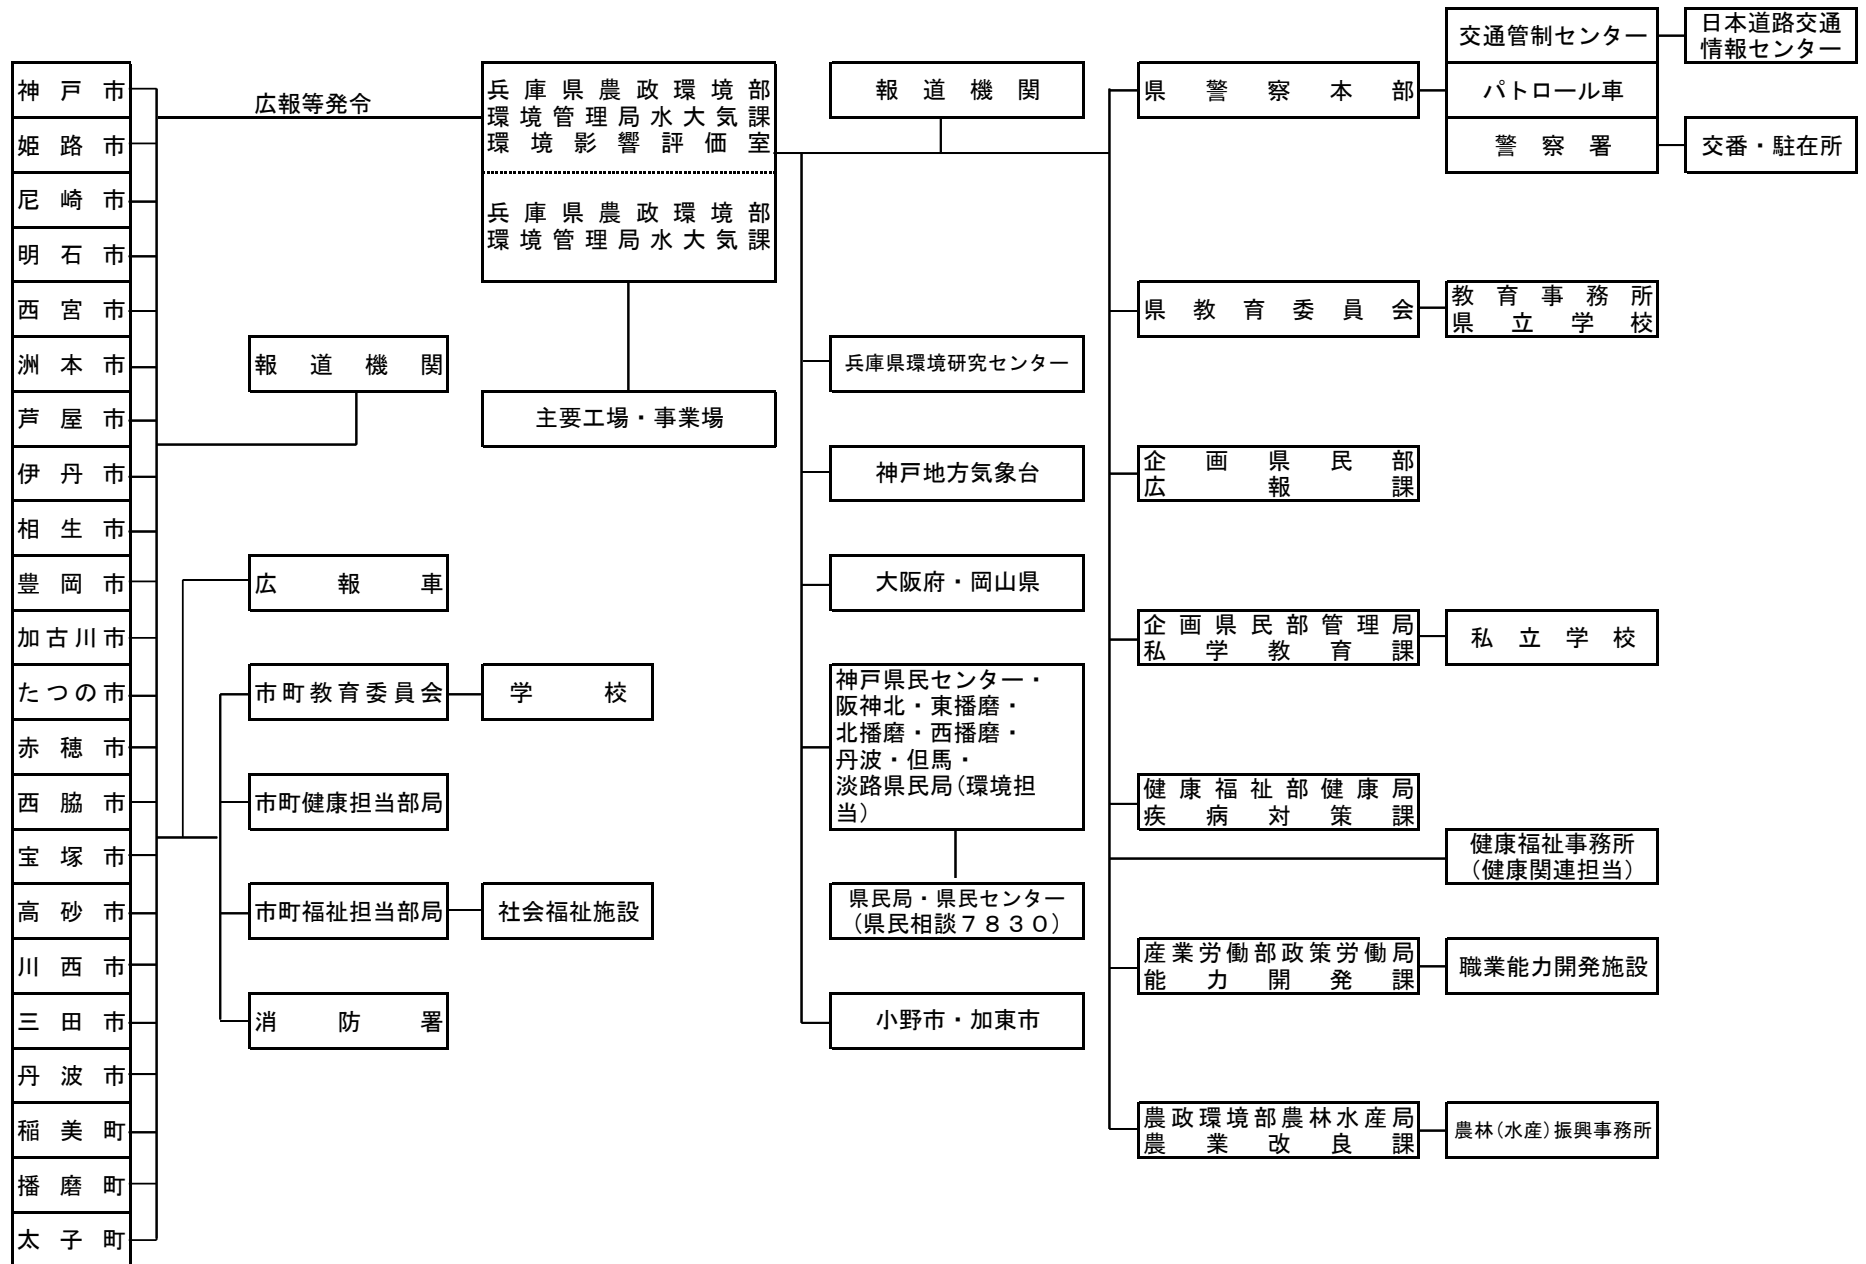 神戸市
姫路市
尼崎市
明石市
西宮市
洲本市
芦屋市
伊丹市
相生市
豊岡市
加古川市
たつの市
赤穂市
西脇市
宝塚市
高砂市
川西市
三田市
丹波市
稲美町
播磨町
太子町
広報等発令
報道機関
広報車
市町教育委員会
学校
市町健康担当部局
市町福祉担当部局
社会福祉施設
消防署
兵庫県農政環境部
環境管理局水大気課
環境影響評価室
兵庫県農政環境部
環境管理局水大気課
主要工場・事業場
報道機関
兵庫県環境研究センター
神戸地方気象台
大阪府・岡山県
神戸県民センター・
阪神北・東播磨・
北播磨・西播磨・
丹波・但馬・
淡路県民局(環境担
当)
県民局・県民センター
(県民相談7830)
小野市・加東市
県警察本部
交通管制センター
日本道路交通
情報センター
パトロール車
警察署
交番・駐在所
県教育委員会
教育事務所
県立学校
企画県民部
広報課
企画県民部管理局
私学教育課
私立学校
健康福祉部健康局
疾病対策課
健康福祉事務所
(健康関連担当)
産業労働部政策労働局
能力開発課
職業能力開発施設
農政環境部農林水産局
農業改良課
農林(水産)振興事務所